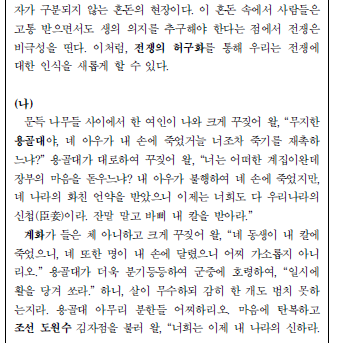 자가 구분되지 않는 혼돈의 현장이다. 이 혼돈 속에서 사람들은
고통 받으면서도 생의 의지를 추구해야 한다는 점에서 전쟁은
비극성을 띤다. 이처럼, 전쟁의 허구화를 통해 우리는 전쟁에
대한 인식을 새롭게 할 수 있다.
(나)
문득 나무들 사이에서 한 여인이 나와 크게 꾸짖어 왈, “무지한
용골대야, 네 아우가 내 손에 죽었거늘 너조차 죽기를 재촉하
느냐?” 용골대가 대로하여 꾸짖어 왈, “너는 어떠한 계집이완데
장부의 마음을 돋우느냐? 내 아우가 불행하여 네 손에 죽었지만,
네 나라의 화친 언약을 받았으니 이제는 너희도 다 우리나라의
신첩(臣妾)이라. 잔말 말고 바삐 내 칼을 받아라.”
계화가 들은 체 아니하고 크게 꾸짖어 왈, “네 동생이 내 칼에
죽었으니, 네 또한 명이 내 손에 달렸으니 어찌 가소롭지 아니
리오.” 용골대가 더욱 분기등등하여 군중에 호령하여, “일시에
활을 당겨 쏘라.” 하니, 살이 무수하되 감히 한 개도 범치 못하
는지라. 용골대 아무리 분한들 어찌하리오. 마음에 탄복하고
조선 도원수 김자점을 불러 왈, “너희는 이제 내 나라의 신하라.